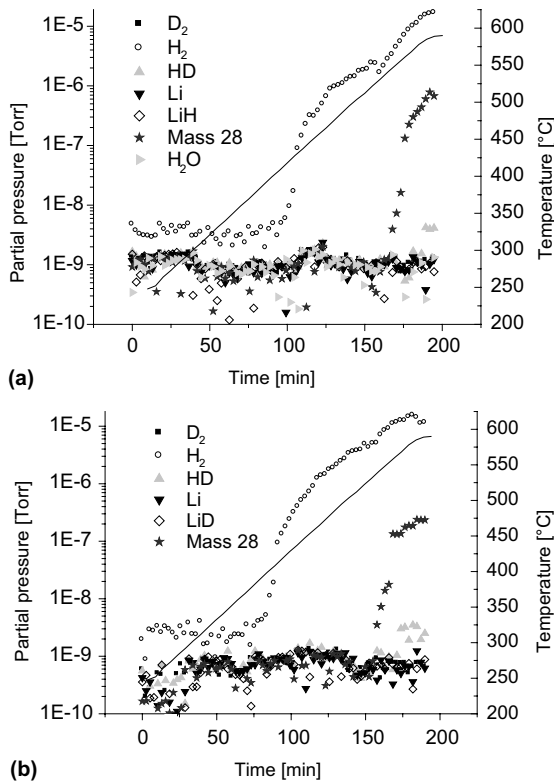 1E-5
1E-6
1E-7
1E-8
1E-9
1E-10
Partial pressure [Torr]
D₂
H₂
HD
Li
LiH
Mass 28
H₂O
600
550
500
450
400
350
300
250
200
Temperature [°C]
0 50 100 150 200
Time [min]
(a)
1E-5
1E-6
1E-7
1E-8
1E-9
1E-10
Partial pressure [Torr]
D₂
H₂
HD
Li
LiD
Mass 28
600
550
500
450
400
350
300
250
200
Temperature [°C]
0 50 100 150 200
Time [min]
(b)